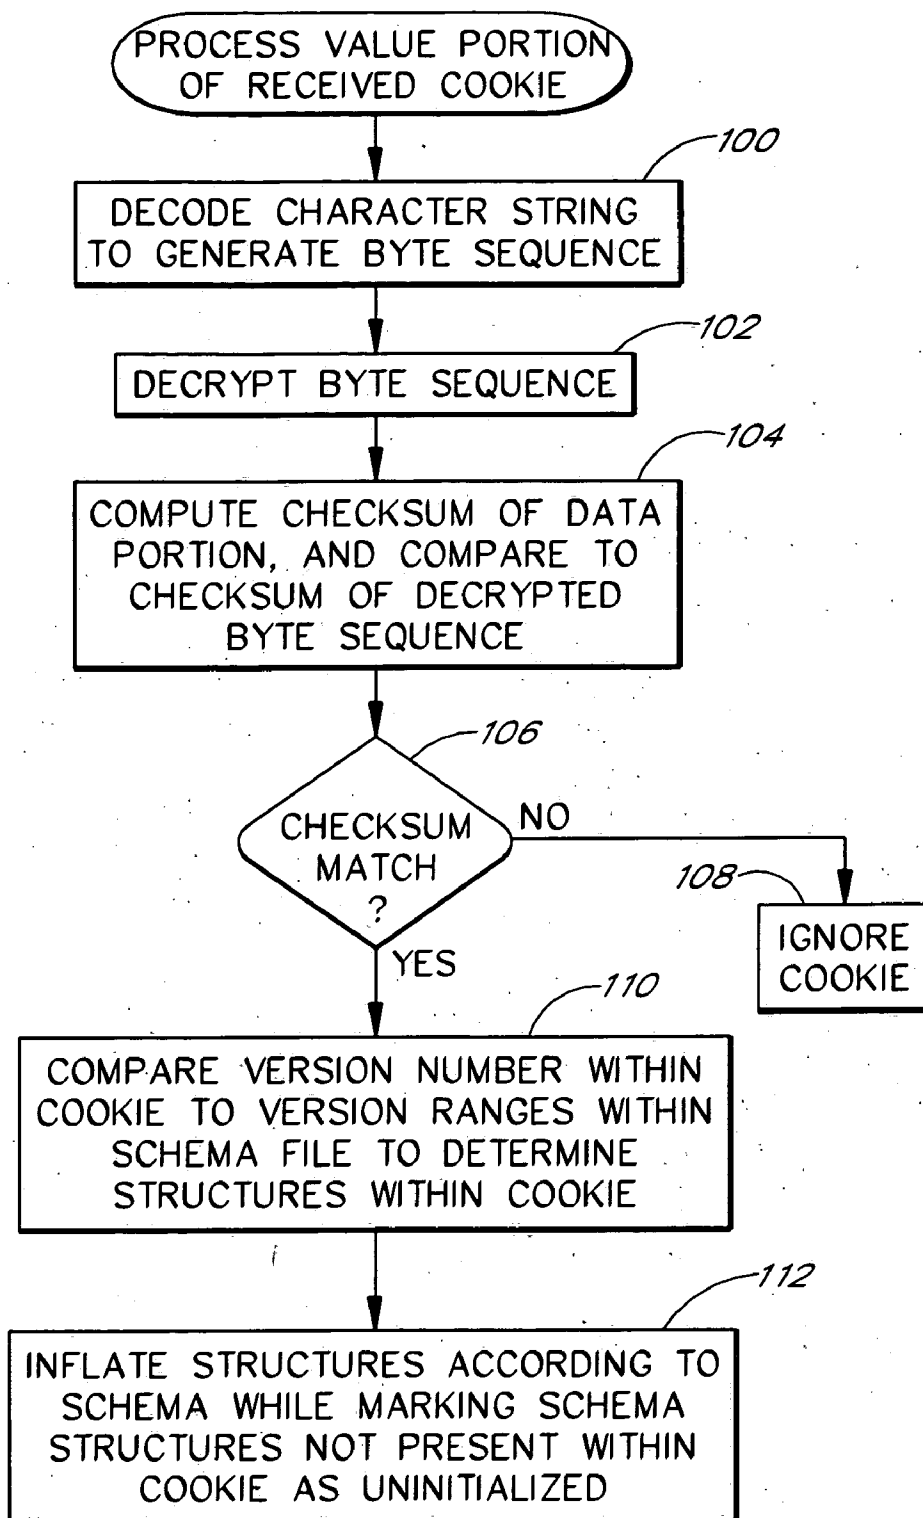 PROCESS VALUE PORTION
OF RECEIVED COOKIE
100
DECODE CHARACTER STRING
TO GENERATE BYTE SEQUENCE
102
DECRYPT BYTE SEQUENCE
104
COMPUTE CHECKSUM OF DATA
PORTION, AND COMPARE TO
CHECKSUM OF DECRYPTED
BYTE SEQUENCE
106
CHECKSUM
MATCH
?
NO
108
IGNORE
COOKIE
YES
110
COMPARE VERSION NUMBER WITHIN
COOKIE TO VERSION RANGES WITHIN
SCHEMA FILE TO DETERMINE
STRUCTURES WITHIN COOKIE
112
INFLATE STRUCTURES ACCORDING TO
SCHEMA WHILE MARKING SCHEMA
STRUCTURES NOT PRESENT WITHIN
COOKIE AS UNINITIALIZED